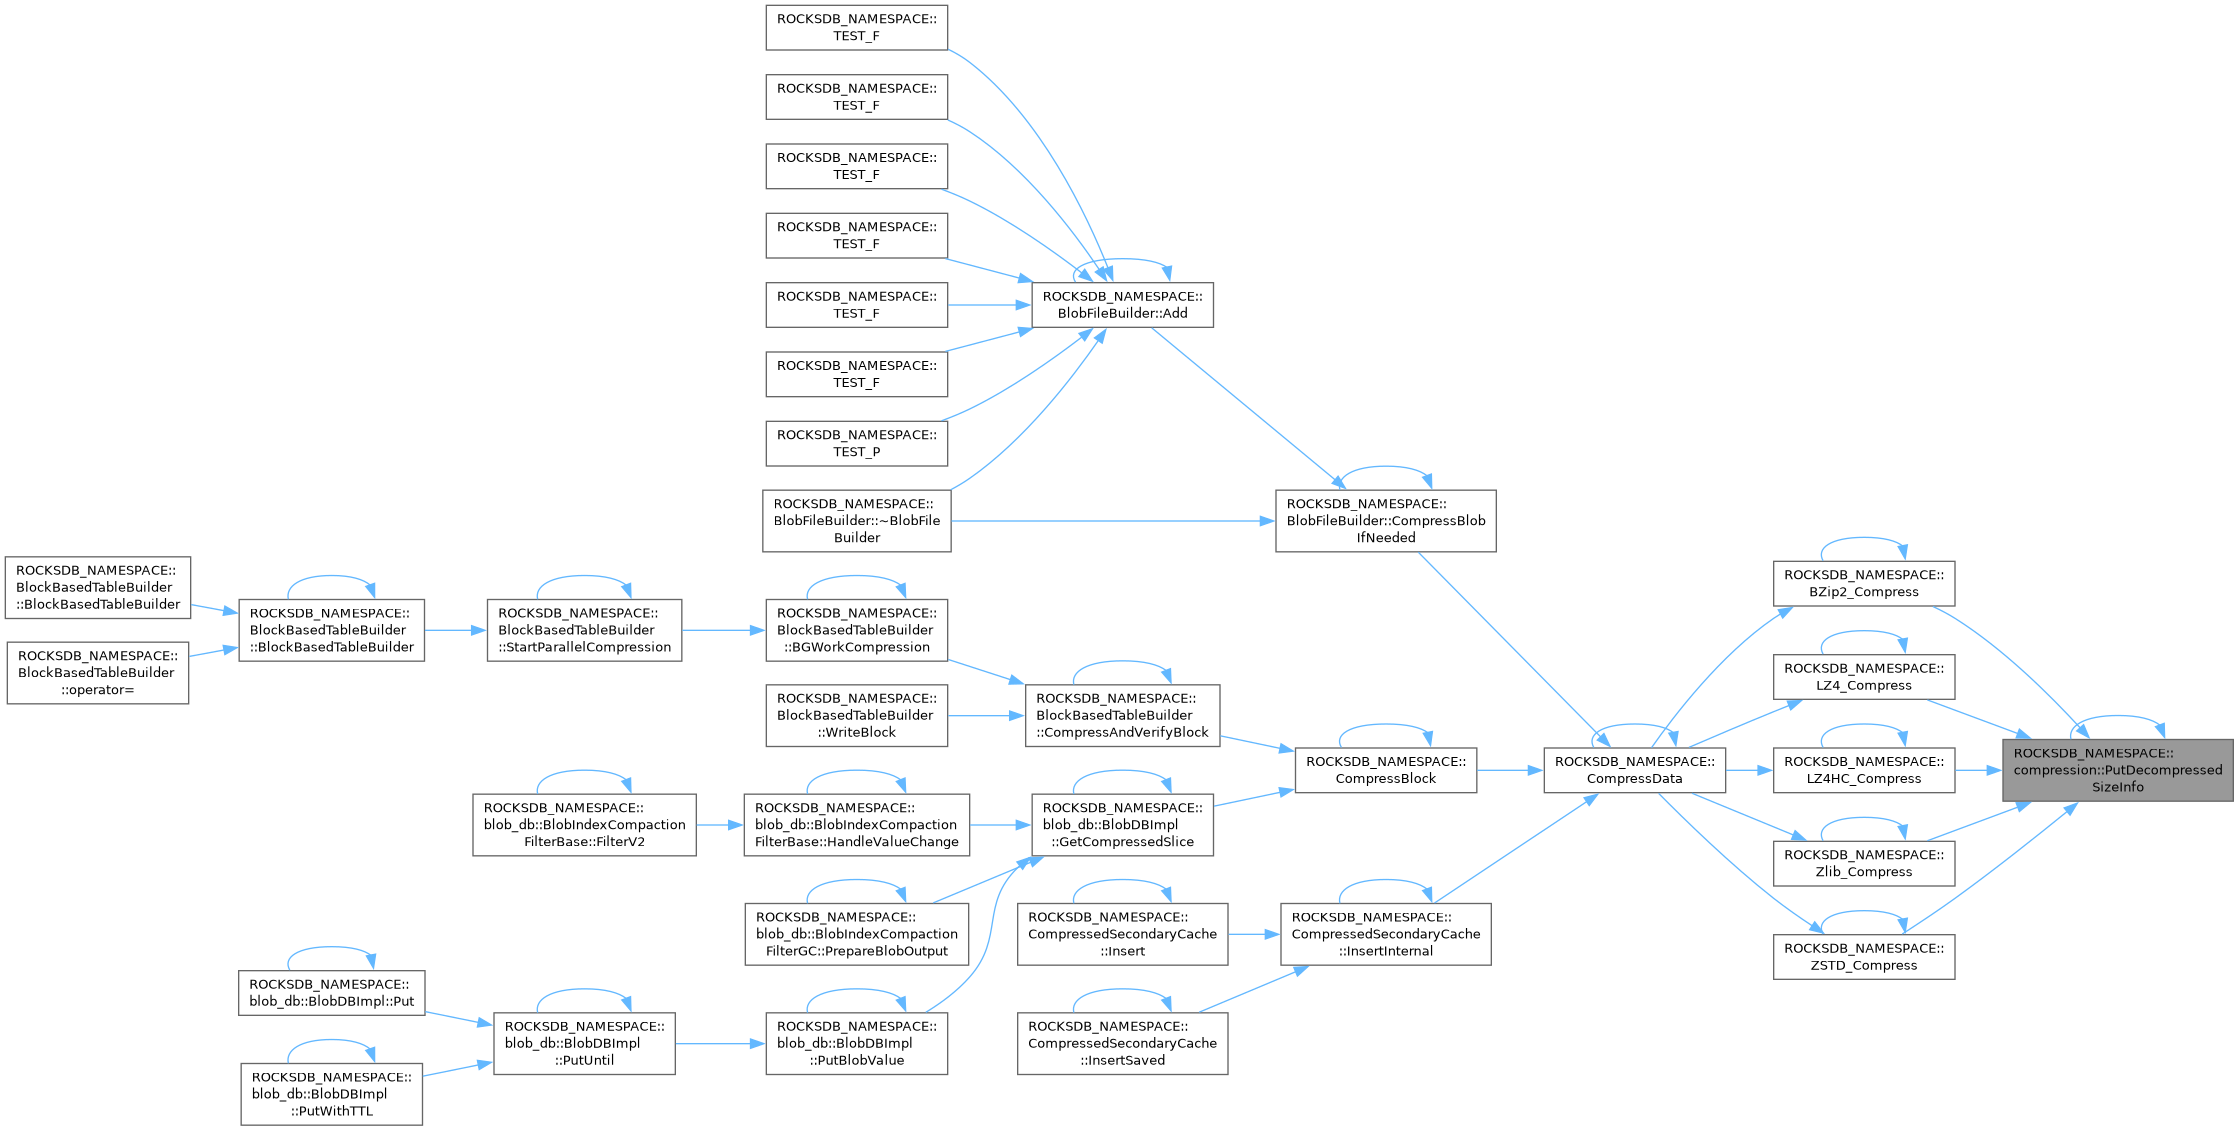 ROCKSDB_NAMESPACE::
TEST_F
ROCKSDB_NAMESPACE::
TEST_F
ROCKSDB_NAMESPACE::
TEST_F
ROCKSDB_NAMESPACE::
TEST_F
ROCKSDB_NAMESPACE::
TEST_F
ROCKSDB_NAMESPACE::
TEST_F
ROCKSDB_NAMESPACE::
TEST_P
ROCKSDB_NAMESPACE::
BlobFileBuilder::~BlobFile
Builder
ROCKSDB_NAMESPACE::
BlobFileBuilder::Add
ROCKSDB_NAMESPACE::
BlobFileBuilder::CompressBlob
IfNeeded
ROCKSDB_NAMESPACE::
BlockBasedTableBuilder
::BlockBasedTableBuilder
ROCKSDB_NAMESPACE::
BlockBasedTableBuilder
::operator=
ROCKSDB_NAMESPACE::
BlockBasedTableBuilder
::BlockBasedTableBuilder
ROCKSDB_NAMESPACE::
BlockBasedTableBuilder
::StartParallelCompression
ROCKSDB_NAMESPACE::
BlockBasedTableBuilder
::BGWorkCompression
ROCKSDB_NAMESPACE::
BlockBasedTableBuilder
::WriteBlock
ROCKSDB_NAMESPACE::
BlockBasedTableBuilder
::CompressAndVerifyBlock
ROCKSDB_NAMESPACE::
CompressBlock
ROCKSDB_NAMESPACE::
CompressData
ROCKSDB_NAMESPACE::
BZip2_Compress
ROCKSDB_NAMESPACE::
LZ4_Compress
ROCKSDB_NAMESPACE::
LZ4HC_Compress
ROCKSDB_NAMESPACE::
Zlib_Compress
ROCKSDB_NAMESPACE::
ZSTD_Compress
ROCKSDB_NAMESPACE::
compression::PutDecompressed
SizeInfo
ROCKSDB_NAMESPACE::
blob_db::BlobIndexCompaction
FilterBase::FilterV2
ROCKSDB_NAMESPACE::
blob_db::BlobIndexCompaction
FilterBase::HandleValueChange
ROCKSDB_NAMESPACE::
blob_db::BlobDBImpl
::GetCompressedSlice
ROCKSDB_NAMESPACE::
blob_db::BlobIndexCompaction
FilterGC::PrepareBlobOutput
ROCKSDB_NAMESPACE::
CompressedSecondaryCache
::Insert
ROCKSDB_NAMESPACE::
CompressedSecondaryCache
::InsertInternal
ROCKSDB_NAMESPACE::
blob_db::BlobDBImpl::Put
ROCKSDB_NAMESPACE::
blob_db::BlobDBImpl
::PutWithTTL
ROCKSDB_NAMESPACE::
blob_db::BlobDBImpl
::PutUntil
ROCKSDB_NAMESPACE::
blob_db::BlobDBImpl
::PutBlobValue
ROCKSDB_NAMESPACE::
CompressedSecondaryCache
::InsertSaved